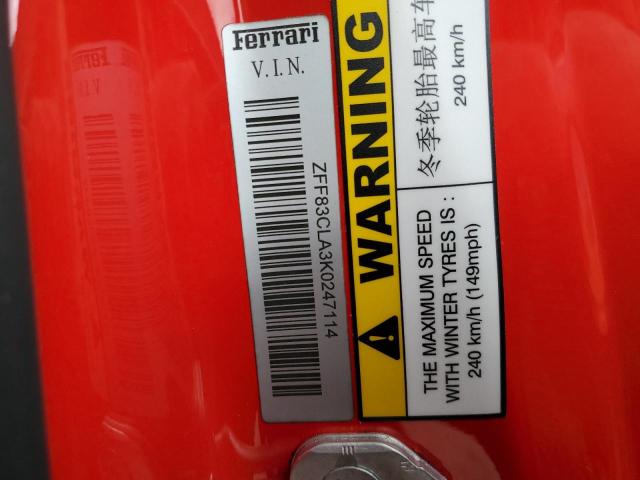 Ferrari
V.I.N.
ZFF83CLA3K0247114
WARNING
冬季轮胎最高车
240 km/h
THE MAXIMUM SPEED
WITH WINTER TYRES IS :
240 km/h (149mph)